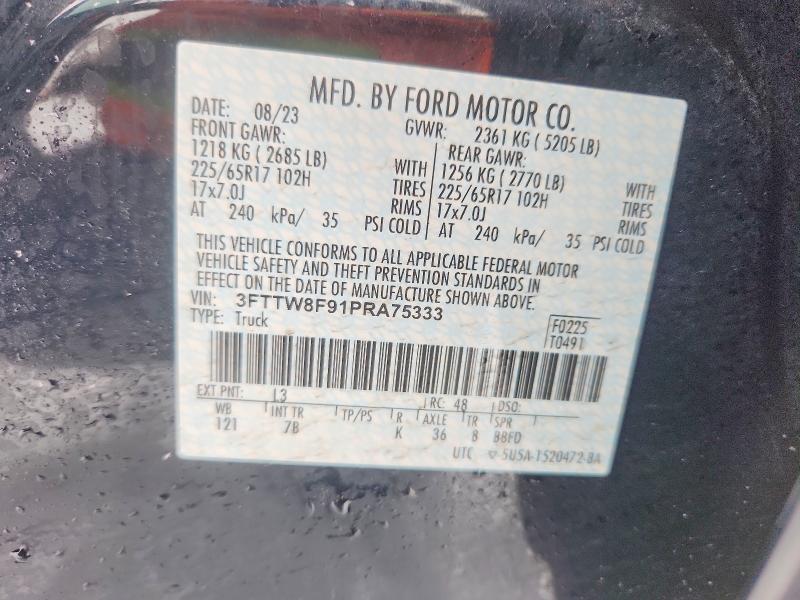 MFD. BY FORD MOTOR CO.
DATE: 08/23 GVWR: 2361 KG ( 5205 LB)
FRONT GAWR: REAR GAWR:
1218 KG ( 2685 LB) WITH 1256 KG ( 2770 LB) WITH
225/65R17 102H TIRES 225/65R17 102H TIRES
17x7.0J RIMS 17x7.0J RIMS
AT 240 kPa/ 35 PSI COLD AT 240 kPa/ 35 PSI COLD
THIS VEHICLE CONFORMS TO ALL APPLICABLE FEDERAL MOTOR
VEHICLE SAFETY AND THEFT PREVENTION STANDARDS IN
EFFECT ON THE DATE OF MANUFACTURE SHOWN ABOVE.
VIN: 3FTTW8F91PRA75333
TYPE: Truck
F0225
T0491
EXT PNT: L3 RC: 48 DSO:
WB INT TR TP/PS R AXLE TR SPR
121 7B K 36 8 B8FD
UTC 5U5A-1520472-BA